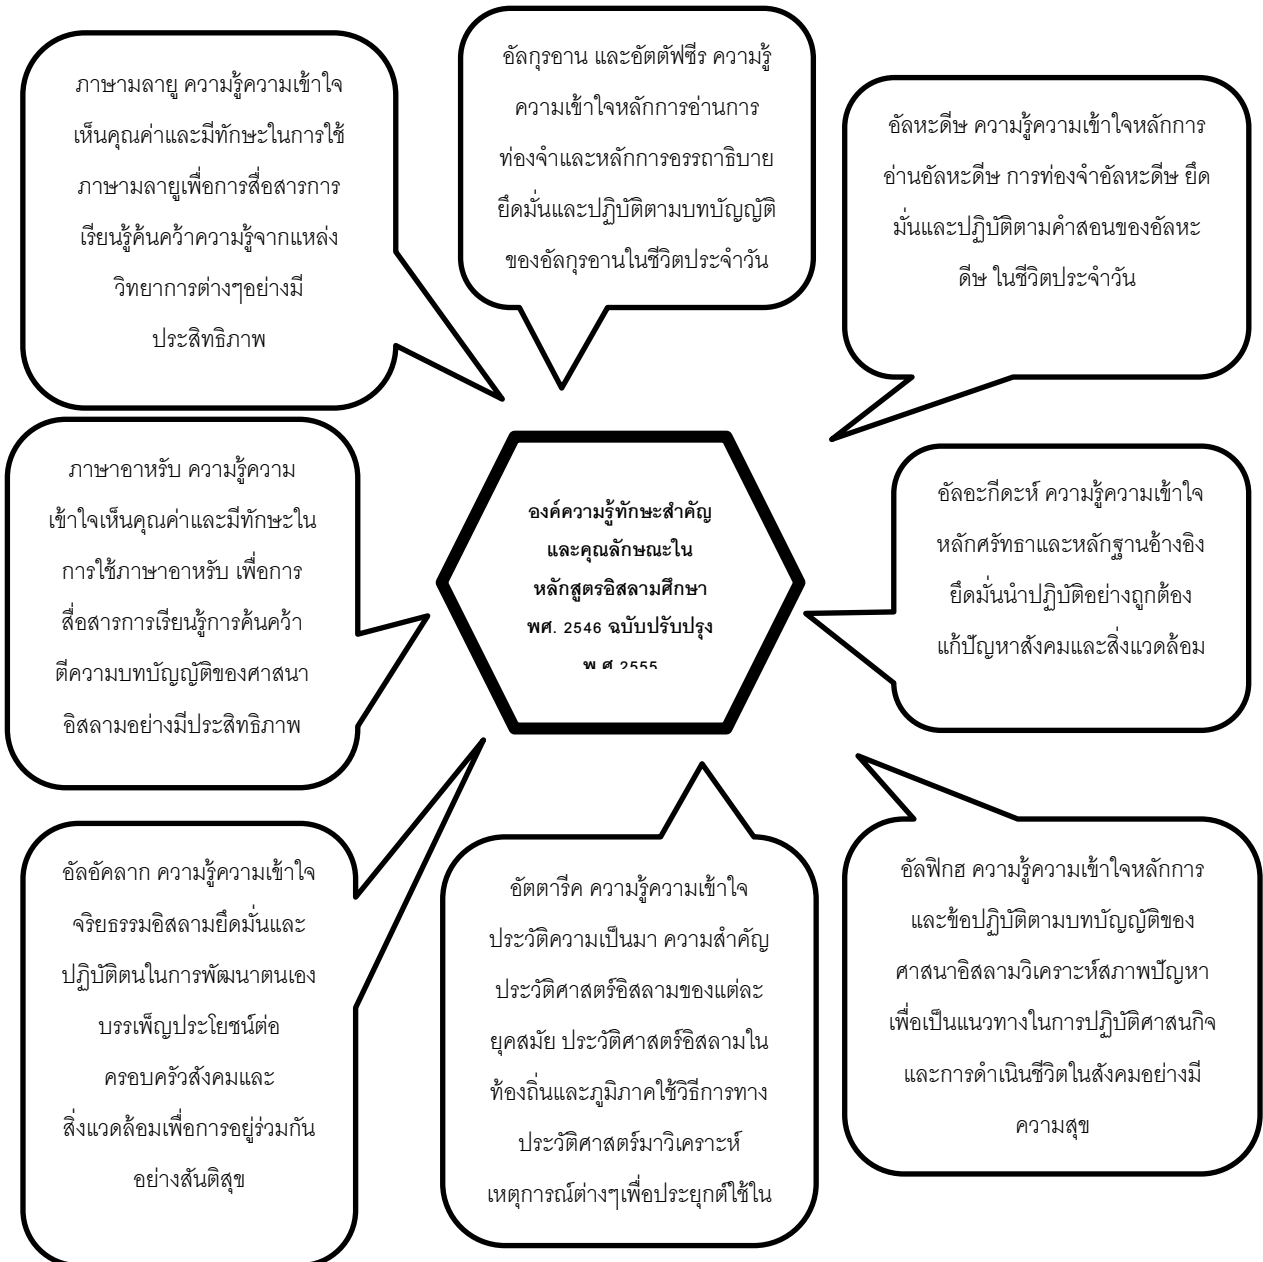 ภาษามลายู ความรู้ความเข้าใจ
เห็นคุณค่าและมีทักษะในการใช้
ภาษามลายูเพื่อการสื่อสารการ
เรียนรู้ค้นคว้าความรู้จากแหล่ง
วิทยาการต่างๆอย่างมี
ประสิทธิภาพ
อัลกุรอาน และอัตตัฟซีร ความรู้
ความเข้าใจหลักการอ่านการ
ท่องจำและหลักการอรรถาธิบาย
ยึดมั่นและปฏิบัติตามบทบัญญัติ
ของอัลกุรอานในชีวิตประจำวัน
อัลหะดีษ ความรู้ความเข้าใจหลักการ
อ่านอัลหะดีษ การท่องจำอัลหะดีษ ยึด
มั่นและปฏิบัติตามคำสอนของอัลหะ
ดีษ ในชีวิตประจำวัน
ภาษาอาหรับ ความรู้ความ
เข้าใจเห็นคุณค่าและมีทักษะใน
การใช้ภาษาอาหรับ เพื่อการ
สื่อสารการเรียนรู้การค้นคว้า
ตีความบทบัญญัติของศาสนา
อิสลามอย่างมีประสิทธิภาพ
องค์ความรู้ทักษะสำคัญ
และคุณลักษณะใน
หลักสูตรอิสลามศึกษา
พศ. 2546 ฉบับปรับปรุง
พ.ศ 2555
อัลอะกีดะห์ ความรู้ความเข้าใจ
หลักศรัทธาและหลักฐานอ้างอิง
ยึดมั่นนำปฏิบัติอย่างถูกต้อง
แก้ปัญหาสังคมและสิ่งแวดล้อม
อัลอัคลาก ความรู้ความเข้าใจ
จริยธรรมอิสลามยึดมั่นและ
ปฏิบัติตนในการพัฒนาตนเอง
บรรเพ็ญประโยชน์ต่อ
ครอบครัวสังคมและ
สิ่งแวดล้อมเพื่อการอยู่ร่วมกัน
อย่างสันติสุข
อัตตารีค ความรู้ความเข้าใจ
ประวัติความเป็นมา ความสำคัญ
ประวัติศาสตร์อิสลามของแต่ละ
ยุคสมัย ประวัติศาสตร์อิสลามใน
ท้องถิ่นและภูมิภาคใช้วิธีการทาง
ประวัติศาสตร์มาวิเคราะห์
เหตุการณ์ต่างๆเพื่อประยุกต์ใช้ใน
อัลฟิกฮ ความรู้ความเข้าใจหลักการ
และข้อปฏิบัติตามบทบัญญัติของ
ศาสนาอิสลามวิเคราะห์สภาพปัญหา
เพื่อเป็นแนวทางในการปฏิบัติศาสนกิจ
และการดำเนินชีวิตในสังคมอย่างมี
ความสุข